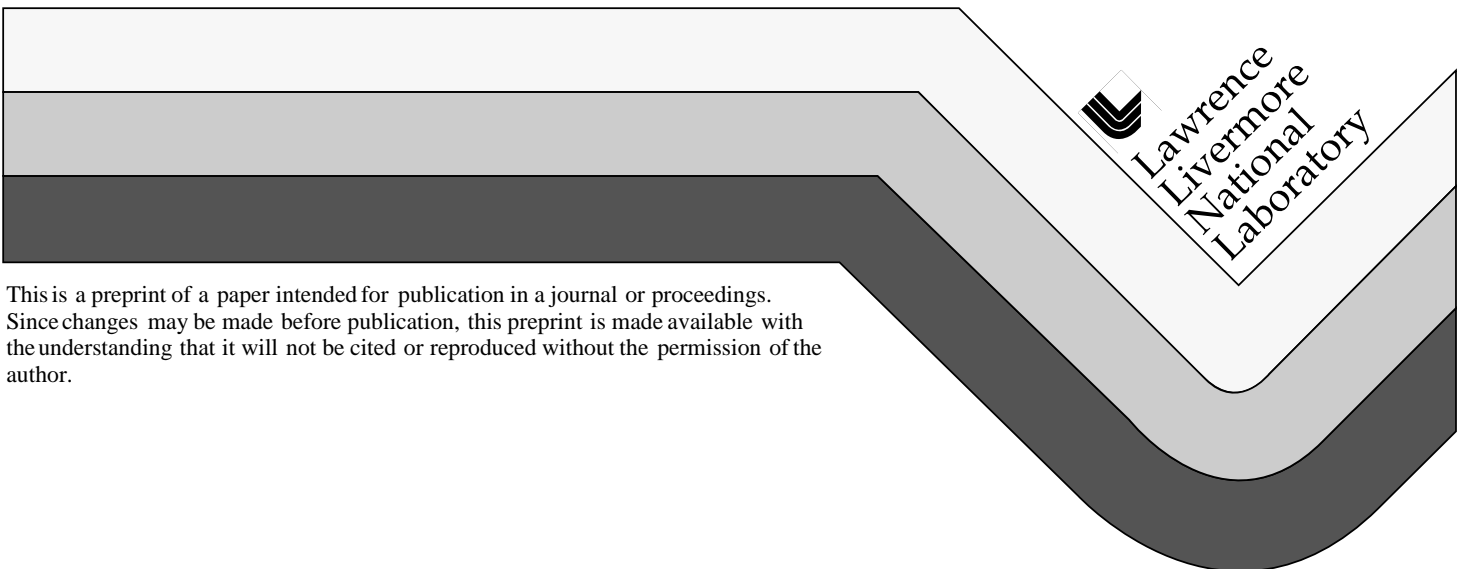 Lawrence
Livermore
National
Laboratory
This is a preprint of a paper intended for publication in a journal or proceedings.
Since changes may be made before publication, this preprint is made available with
the understanding that it will not be cited or reproduced without the permission of the
author.